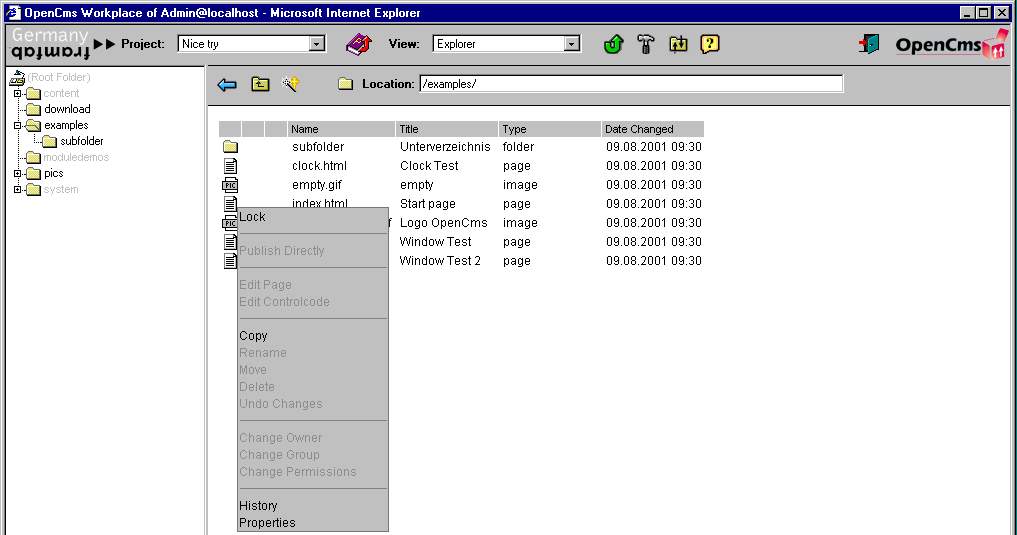 OpenCms Workplace of Admin@localhost - Microsoft Internet Explorer
Germany
framfab
Project: Nice try View: Explorer OpenCms
(Root Folder)
content
download
examples
subfolder
moduledemos
pics
system
Location: /examples/
Name Title Type Date Changed
subfolder Unterverzeichnis folder 09.08.2001 09:30
clock.html Clock Test page 09.08.2001 09:30
PIC empty.gif empty image 09.08.2001 09:30
index.html Start page page 09.08.2001 09:30
PIC f Logo OpenCms image 09.08.2001 09:30
Window Test page 09.08.2001 09:30
Window Test 2 page 09.08.2001 09:30
Lock
Publish Directly
Edit Page
Edit Controlcode
Copy
Rename
Move
Delete
Undo Changes
Change Owner
Change Group
Change Permissions
History
Properties